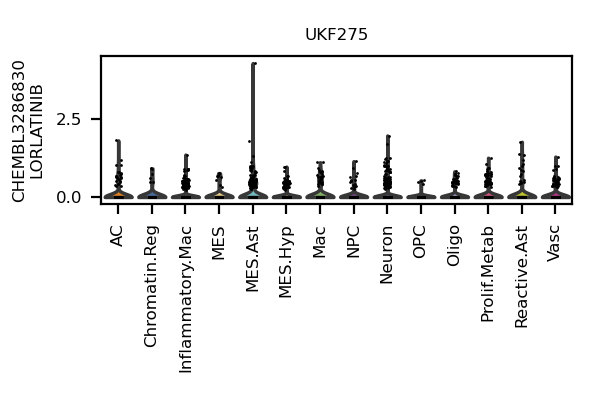 UKF275
CHEMBL3286830
LORLATINIB
2.5
0.0
AC
Chromatin.Reg
Inflammatory.Mac
MES
MES.Ast
MES.Hyp
Mac
NPC
Neuron
OPC
Oligo
Prolif.Metab
Reactive.Ast
Vasc